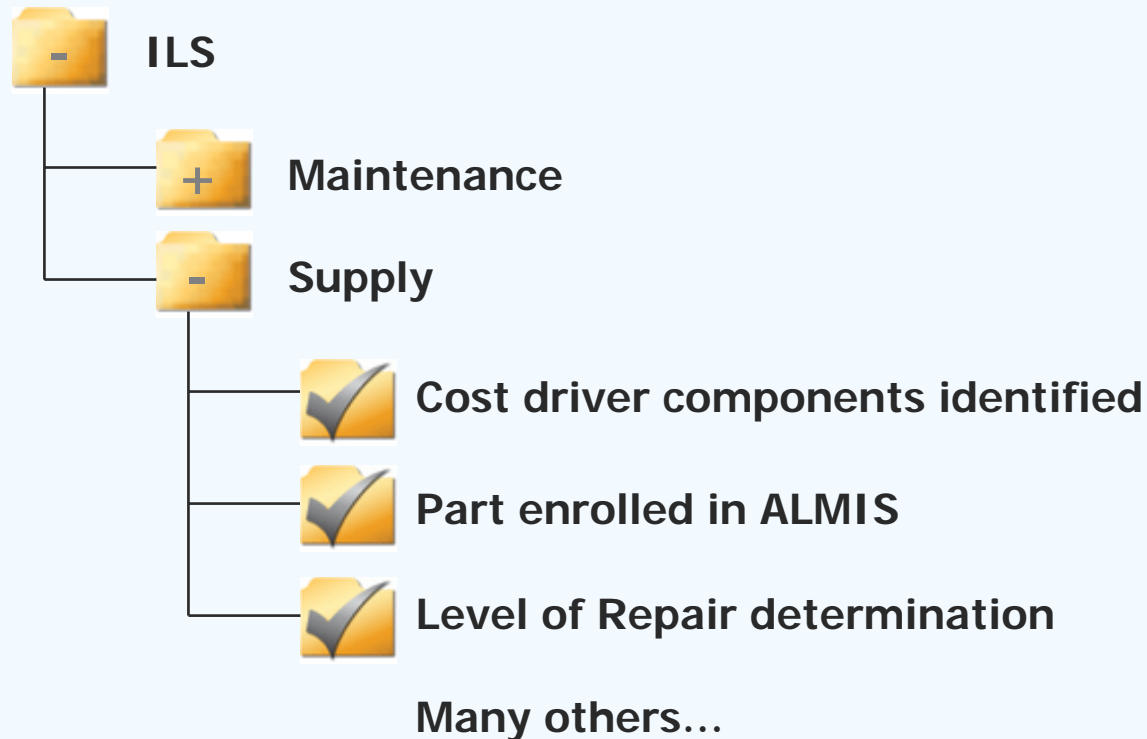 - ILS
+ Maintenance
- Supply
Cost driver components identified
Part enrolled in ALMIS
Level of Repair determination
Many others...